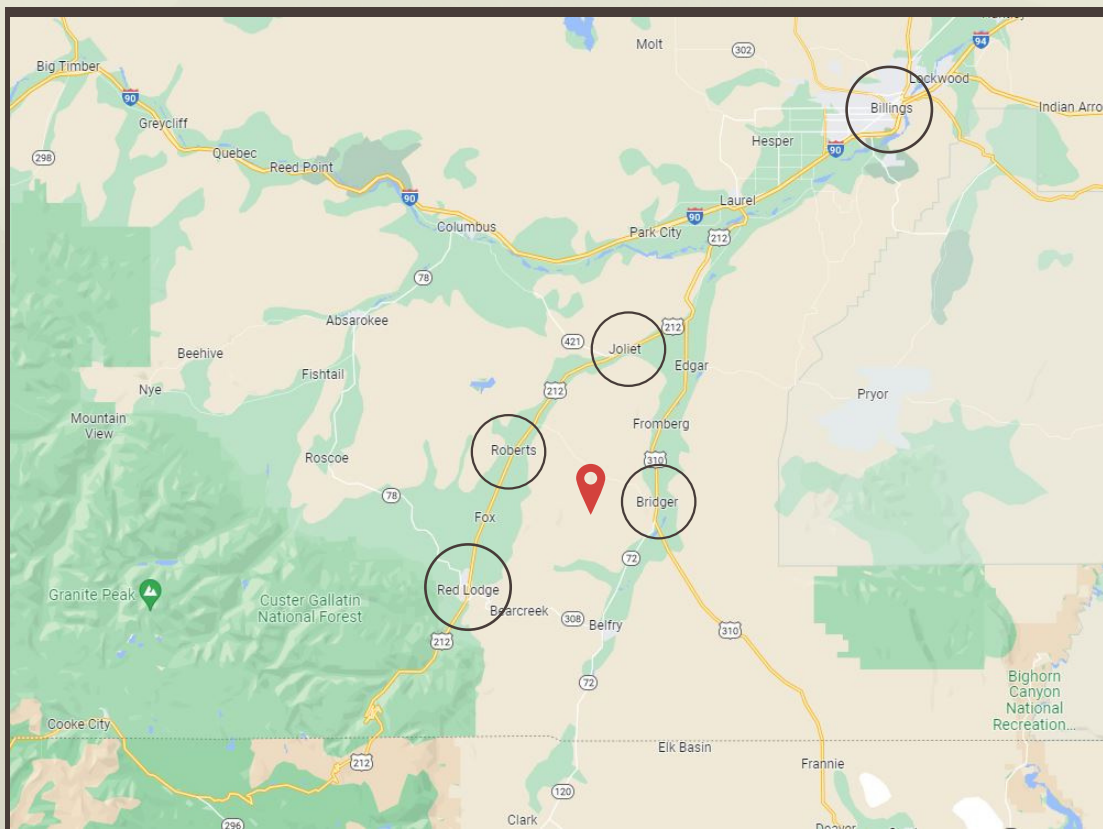 Molt
302
94
Big Timber
Lockwood
90
Billings
Indian Arro
Greycliff
Hesper
90
298
Quebec
Reed Point
90
Laurel
90
Columbus
Park City
212
78
Absarokee
212
421
Joliet
Beehive
Edgar
Fishtail
Nye
212
Pryor
Mountain
View
Fromberg
Roberts
Roscoe
310
78
Bridger
Fox
72
Red Lodge
Granite Peak
Custer Gallatin
National Forest
Bearcreek
308
Belfry
310
212
72
Bighorn
Canyon
National
Recreation...
Cooke City
Elk Basin
212
Frannie
120
Clark
296